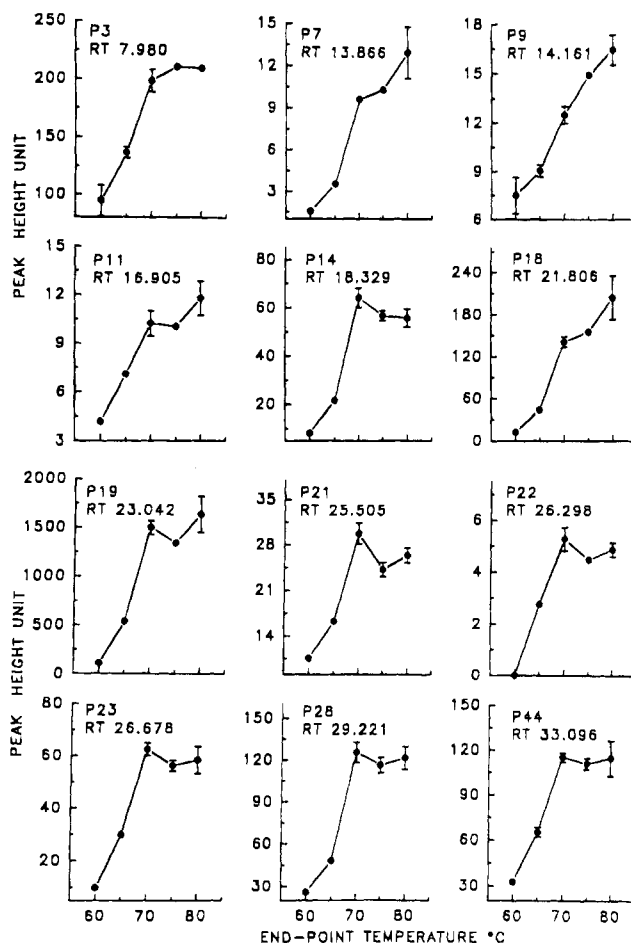 P3
RT 7.980
250
200
150
100
P7
RT 13.866
15
12
9
6
3
P9
RT 14.161
18
15
12
9
6
PEAK HEIGHT UNIT
P11
RT 16.905
15
12
9
6
3
P14
RT 18.329
80
60
40
20
P18
RT 21.806
240
180
120
60
0
P19
RT 23.042
2000
1500
1000
500
0
P21
RT 25.505
35
28
21
14
P22
RT 26.298
6
4
2
0
PEAK HEIGHT UNIT
P23
RT 26.678
80
60
40
20
60 70 80
P28
RT 29.221
150
120
90
60
30
60 70 80
P44
RT 33.096
150
120
90
60
30
60 70 80
END-POINT TEMPERATURE °C